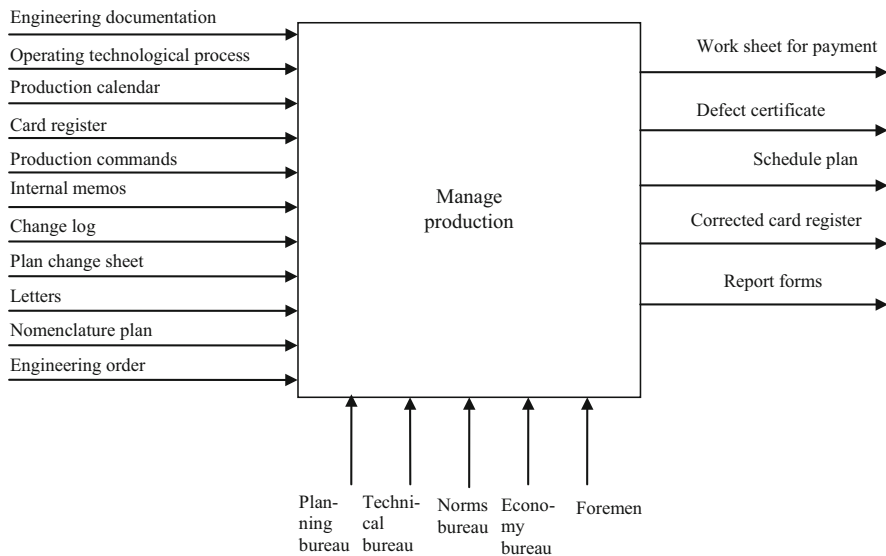 Engineering documentation
Operating technological process
Production calendar
Card register
Production commands
Internal memos
Change log
Plan change sheet
Letters
Nomenclature plan
Engineering order
Manage
production
Work sheet for payment
Defect certificate
Schedule plan
Corrected card register
Report forms
Plan-
ning
bureau
Techni-
cal
bureau
Norms
bureau
Econo-
my
bureau
Foremen